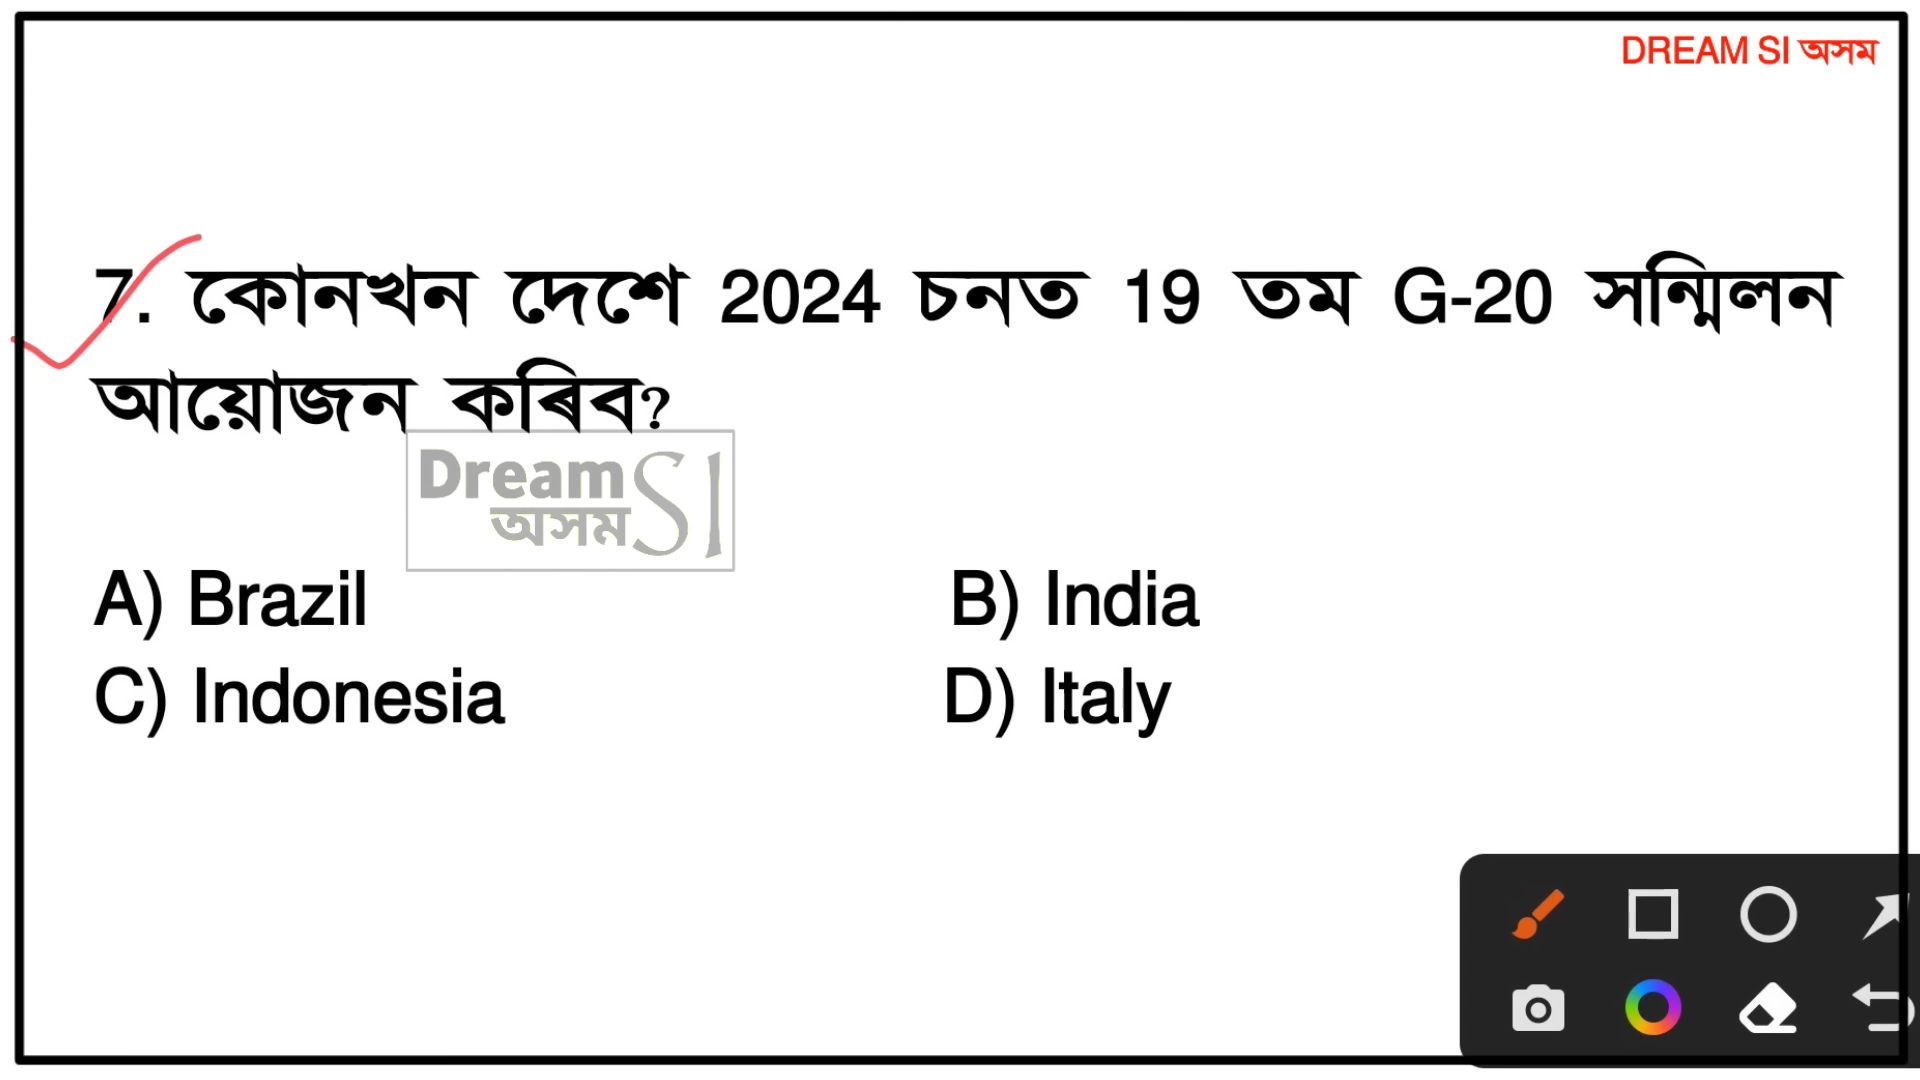 DREAM SI অসম
7. কোনখন দেশে 2024 চনত 19 তম G-20 সন্মিলন
আয়োজন কৰিব?
Dream SI
অসম
A) Brazil B) India
C) Indonesia D) Italy